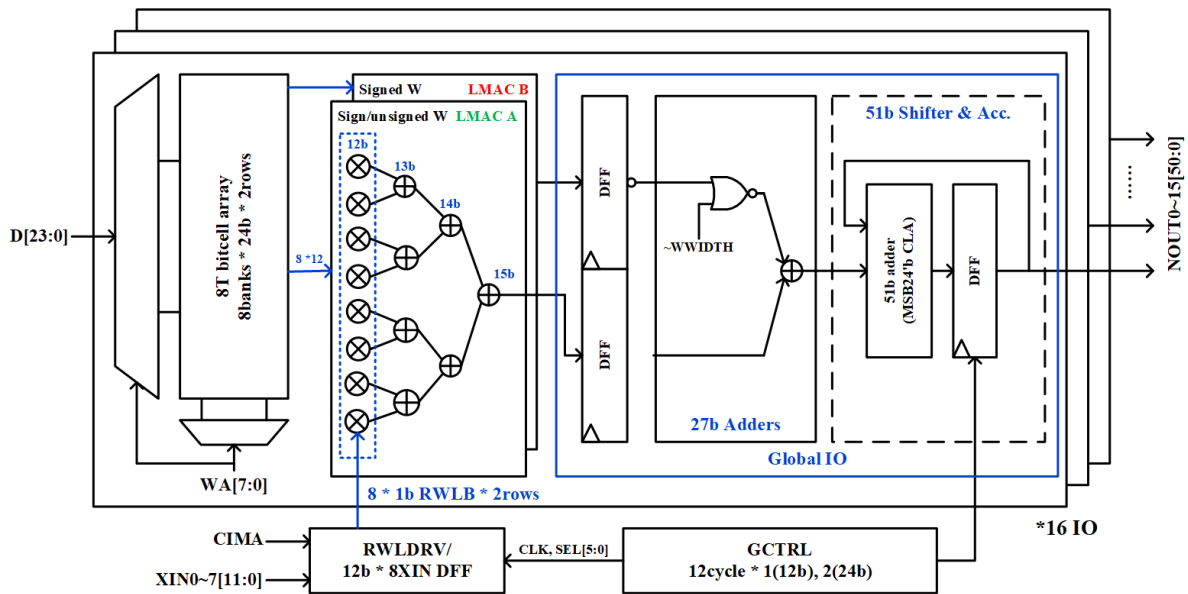 Signed W
LMAC B
Sign/unsigned W
LMAC A
12b
13b
14b
15b
8T bitcell array
8banks * 24b * 2rows
D[23:0]
8 *12
WA[7:0]
8 * 1b RWLB * 2rows
DFF
DFF
~WWIDTH
27b Adders
51b Shifter & Acc.
51b adder
(MSB24'b CLA)
DFF
Global IO
NOUT0~15[50:0]
......
*16 IO
CIMA
XIN0~7[11:0]
RWLDRV/
12b * 8XIN DFF
CLK, SEL[5:0]
GCTRL
12cycle * 1(12b), 2(24b)